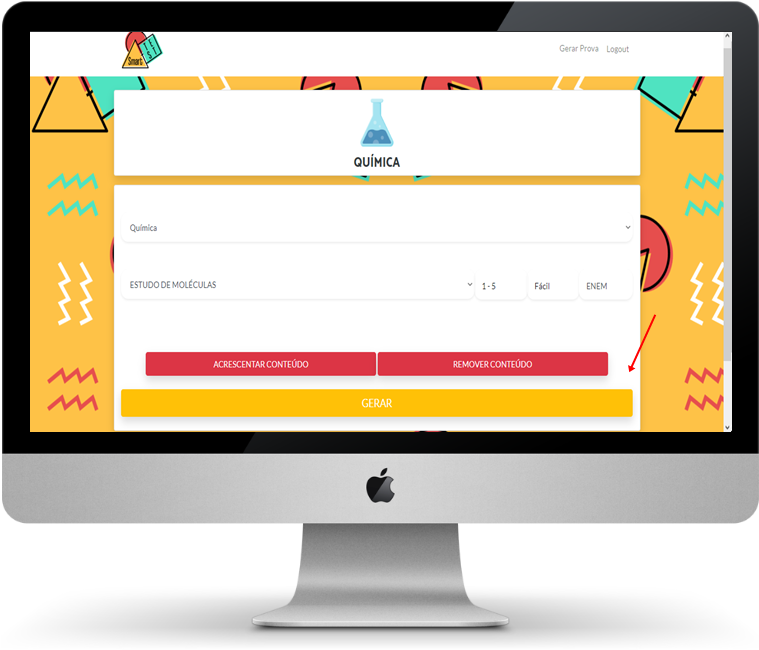 Smart
Gerar Prova Logout
QUÍMICA
Química
ESTUDO DE MOLÉCULAS 1 - 5 Fácil ENEM
ACRESCENTAR CONTEÚDO REMOVER CONTEÚDO
GERAR